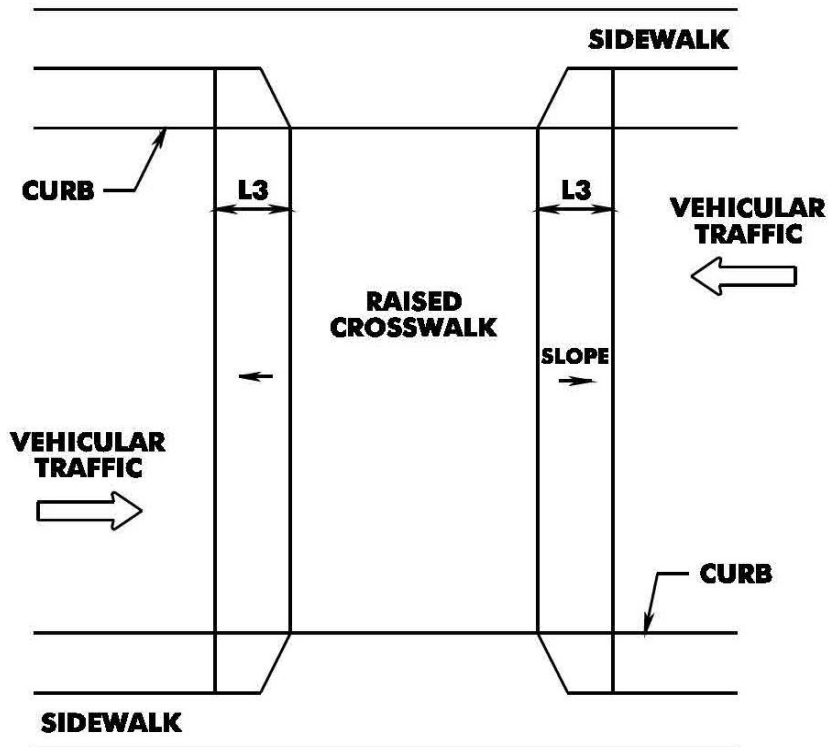 SIDEWALK
CURB
L3
L3
VEHICULAR
TRAFFIC
RAISED
CROSSWALK
SLOPE
VEHICULAR
TRAFFIC
CURB
SIDEWALK